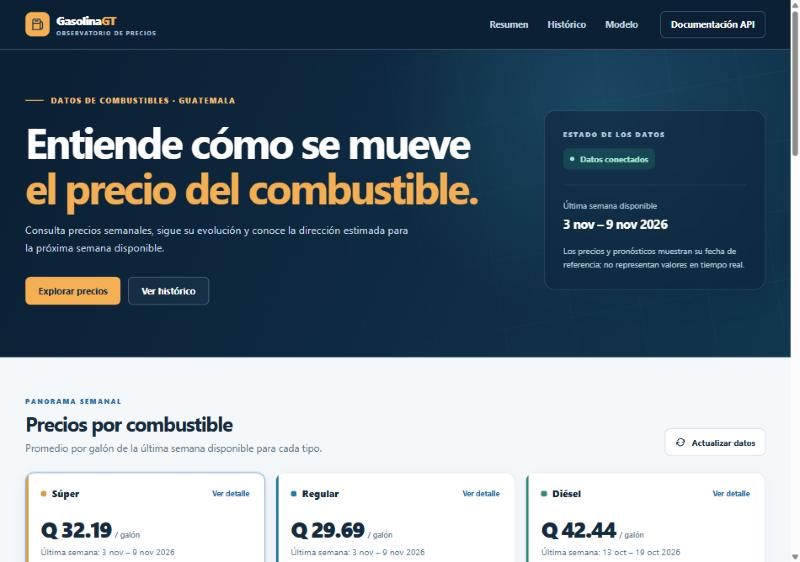 GasolinaGT
OBSERVATORIO DE PRECIOS
Resumen
Histórico
Modelo
Documentación API
DATOS DE COMBUSTIBLES · GUATEMALA
Entiende cómo se mueve
el precio del combustible.
Consulta precios semanales, sigue su evolución y conoce la dirección estimada para
la próxima semana disponible.
Explorar precios
Ver histórico
ESTADO DE LOS DATOS
Datos conectados
Última semana disponible
3 nov – 9 nov 2026
Los precios y pronósticos muestran su fecha de
referencia; no representan valores en tiempo real.
PANORAMA SEMANAL
Precios por combustible
Promedio por galón de la última semana disponible para cada tipo.
Actualizar datos
Súper
Ver detalle
Q 32.19 / galón
Última semana: 3 nov – 9 nov 2026
Regular
Ver detalle
Q 29.69 / galón
Última semana: 3 nov – 9 nov 2026
Diésel
Ver detalle
Q 42.44 / galón
Última semana: 13 oct – 19 oct 2026